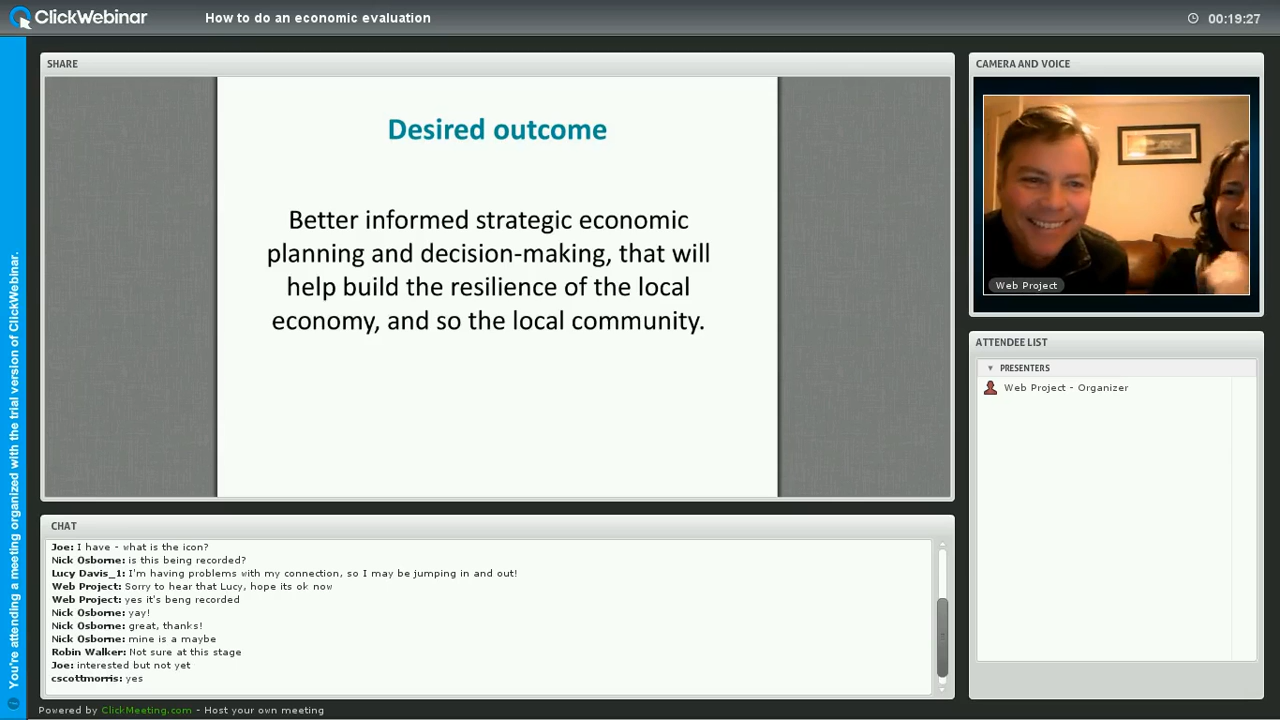 ClickWebinar
How to do an economic evaluation
00:19:27
You're attending a meeting organized with the trial version of ClickWebinar.
SHARE
Desired outcome
Better informed strategic economic
planning and decision-making, that will
help build the resilience of the local
economy, and so the local community.
CAMERA AND VOICE
Web Project
ATTENDEE LIST
PRESENTERS
Web Project - Organizer
CHAT
Joe: I have - what is the icon?
Nick Osborne: is this being recorded?
Lucy Davis_1: I'm having problems with my connection, so I may be jumping in and out!
Web Project: Sorry to hear that Lucy, hope its ok now
Web Project: yes it's beng recorded
Nick Osborne: yay!
Nick Osborne: great, thanks!
Nick Osborne: mine is a maybe
Robin Walker: Not sure at this stage
Joe: interested but not yet
cscottmorris: yes
Powered by ClickMeeting.com - Host your own meeting